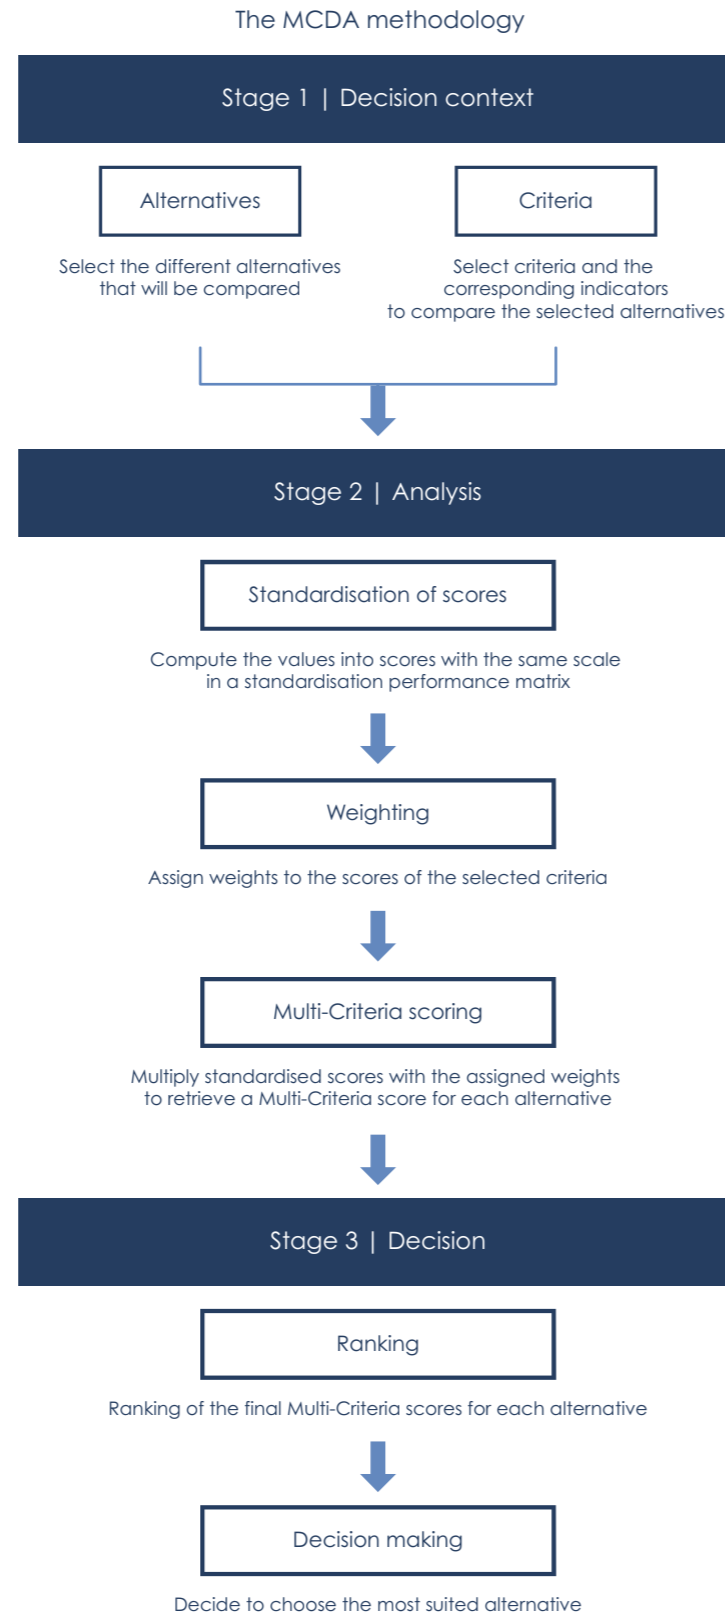 The MCDA methodology
Stage 1 | Decision context
Alternatives
Select the different alternatives
that will be compared
Criteria
Select criteria and the
corresponding indicators
to compare the selected alternatives
Stage 2 | Analysis
Standardisation of scores
Compute the values into scores with the same scale
in a standardisation performance matrix
Weighting
Assign weights to the scores of the selected criteria
Multi-Criteria scoring
Multiply standardised scores with the assigned weights
to retrieve a Multi-Criteria score for each alternative
Stage 3 | Decision
Ranking
Ranking of the final Multi-Criteria scores for each alternative
Decision making
Decide to choose the most suited alternative